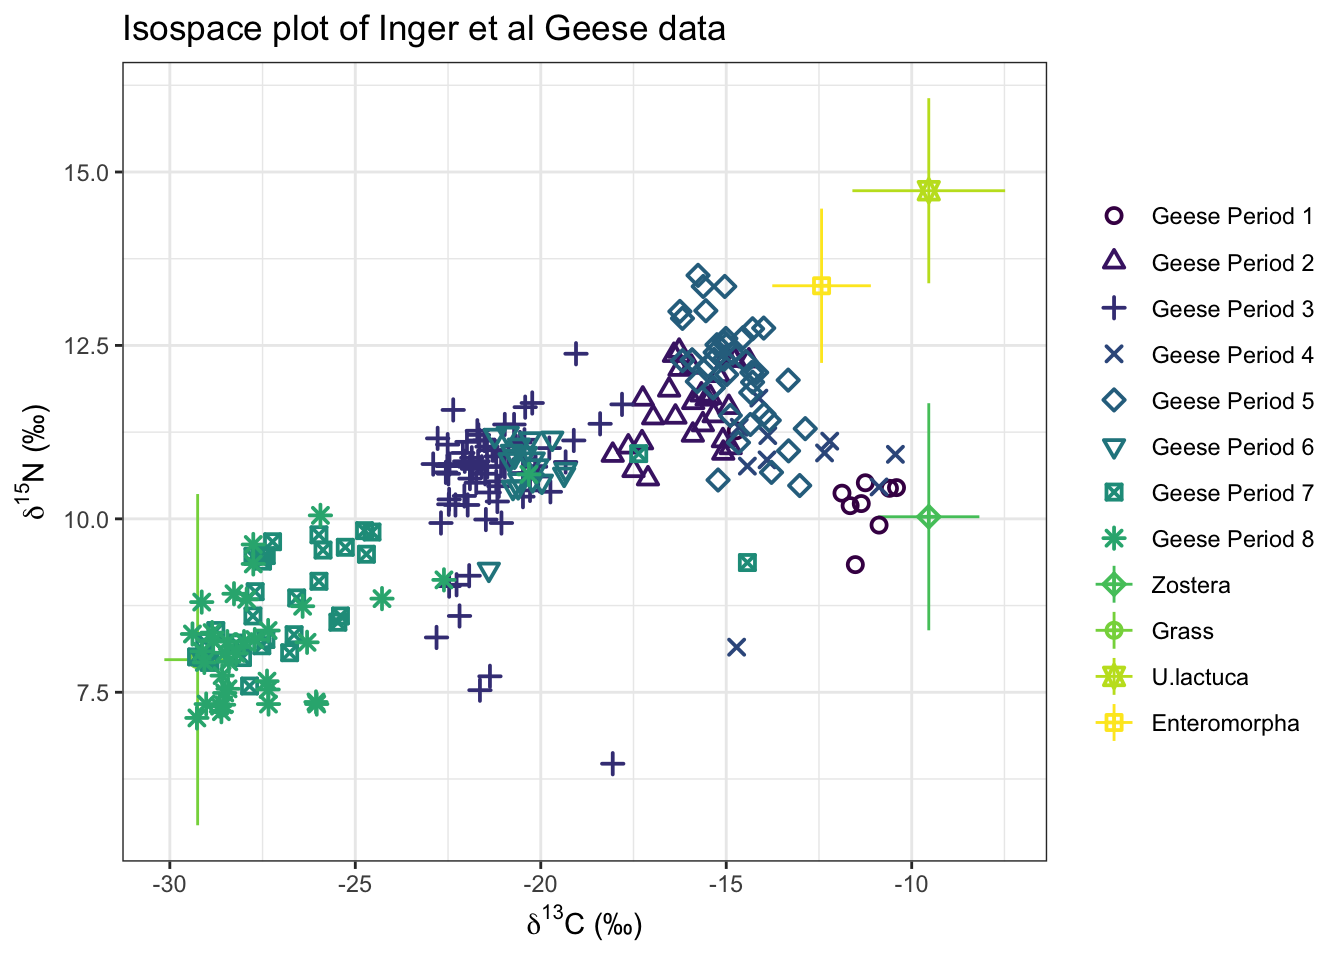 Isospace plot of Inger et al Geese data
δ15N (‰)
15.0
12.5
10.0
7.5
-30 -25 -20 -15 -10
δ13C (‰)
Geese Period 1
Geese Period 2
Geese Period 3
Geese Period 4
Geese Period 5
Geese Period 6
Geese Period 7
Geese Period 8
Zostera
Grass
U.lactuca
Enteromorpha